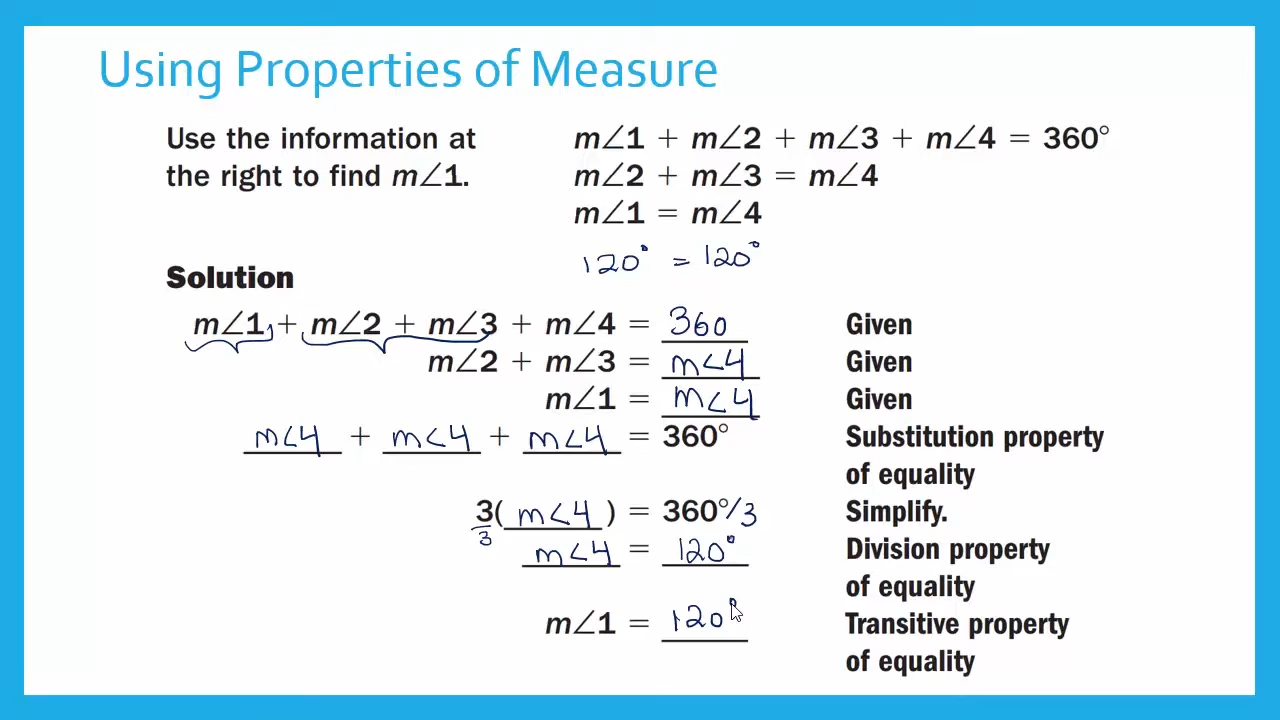 Using Properties of Measure
Use the information at
the right to find m∠1.
m∠1 + m∠2 + m∠3 + m∠4 = 360°
m∠2 + m∠3 = m∠4
m∠1 = m∠4
120° = 120°
Solution
m∠1 + m∠2 + m∠3 + m∠4 = 360 Given
m∠2 + m∠3 = m∠4 Given
m∠1 = m∠4 Given
m∠4 + m∠4 + m∠4 = 360° Substitution property
of equality
3(m∠4) = 360°/3 Simplify.
3
m∠4 = 120° Division property
of equality
m∠1 = 120° Transitive property
of equality